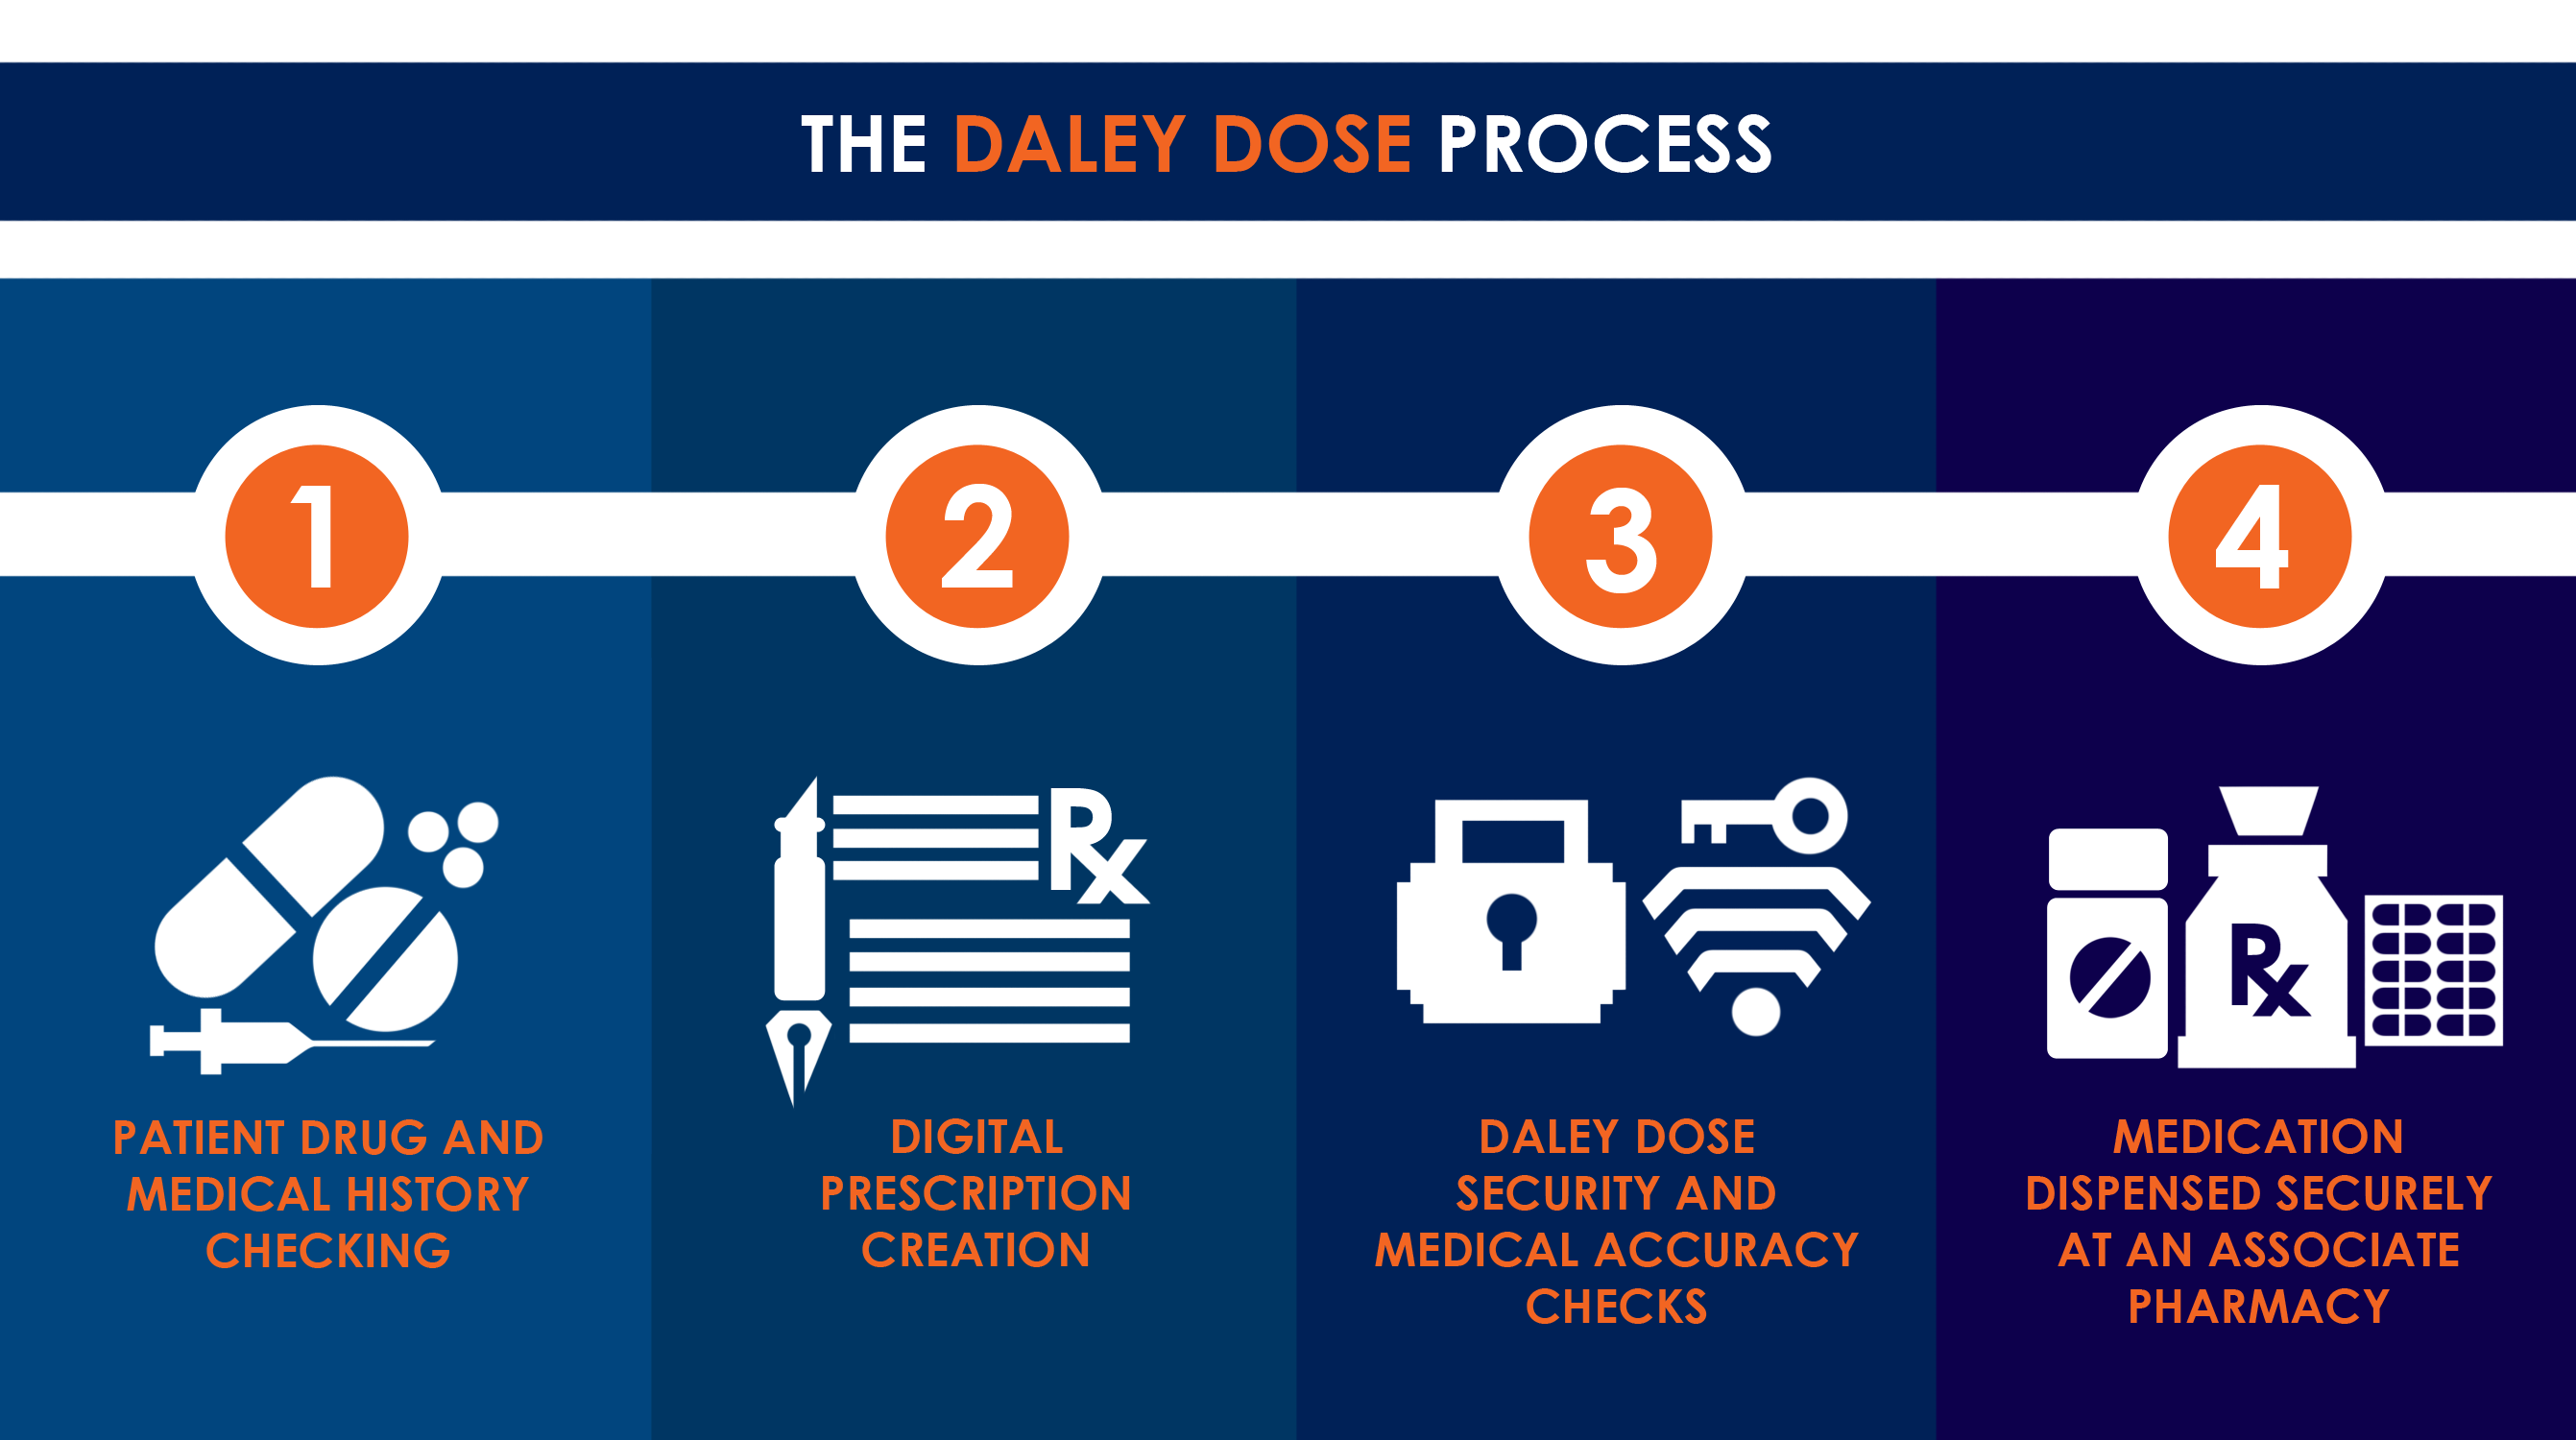 THE DALEY DOSE PROCESS
1
2
3
4
Rx
Rx
PATIENT DRUG AND
MEDICAL HISTORY
CHECKING
DIGITAL
PRESCRIPTION
CREATION
DALEY DOSE
SECURITY AND
MEDICAL ACCURACY
CHECKS
MEDICATION
DISPENSED SECURELY
AT AN ASSOCIATE
PHARMACY